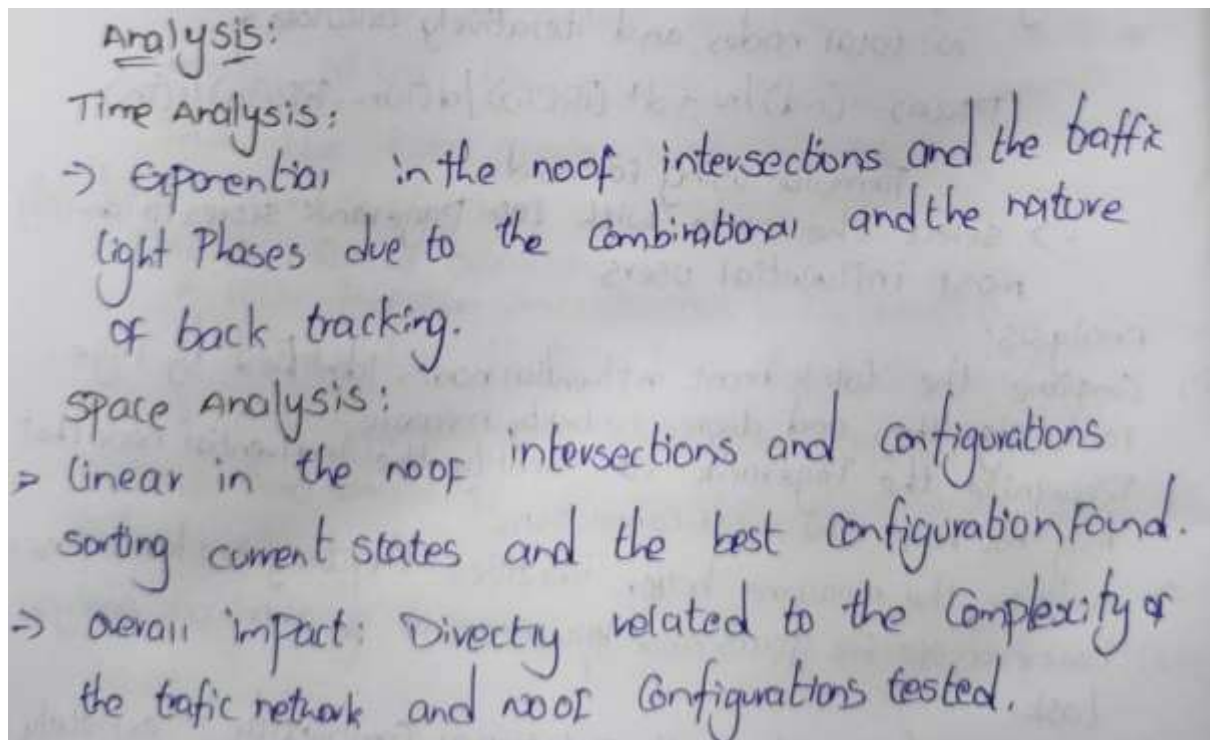 Analysis:
Time Analysis:
→ Exponential in the noof intersections and the traffic
light Phases due to the Combinational and the nature
of back tracking.
Space Analysis:
→ linear in the noof intersections and configurations
sorting current states and the best configuration Found.
→ overall impact: Directly related to the Complexity of
the trafic network and noof Configurations tested.